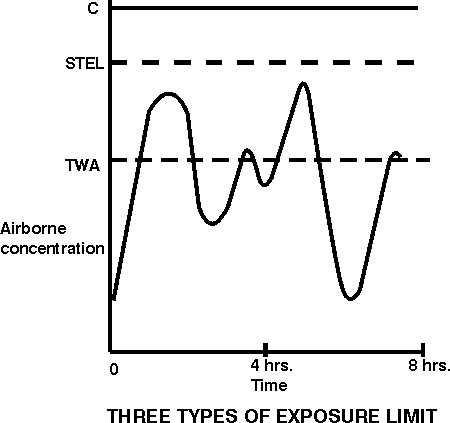 C
STEL
TWA
Airborne
concentration
0
4 hrs.
8 hrs.
Time
THREE TYPES OF EXPOSURE LIMIT